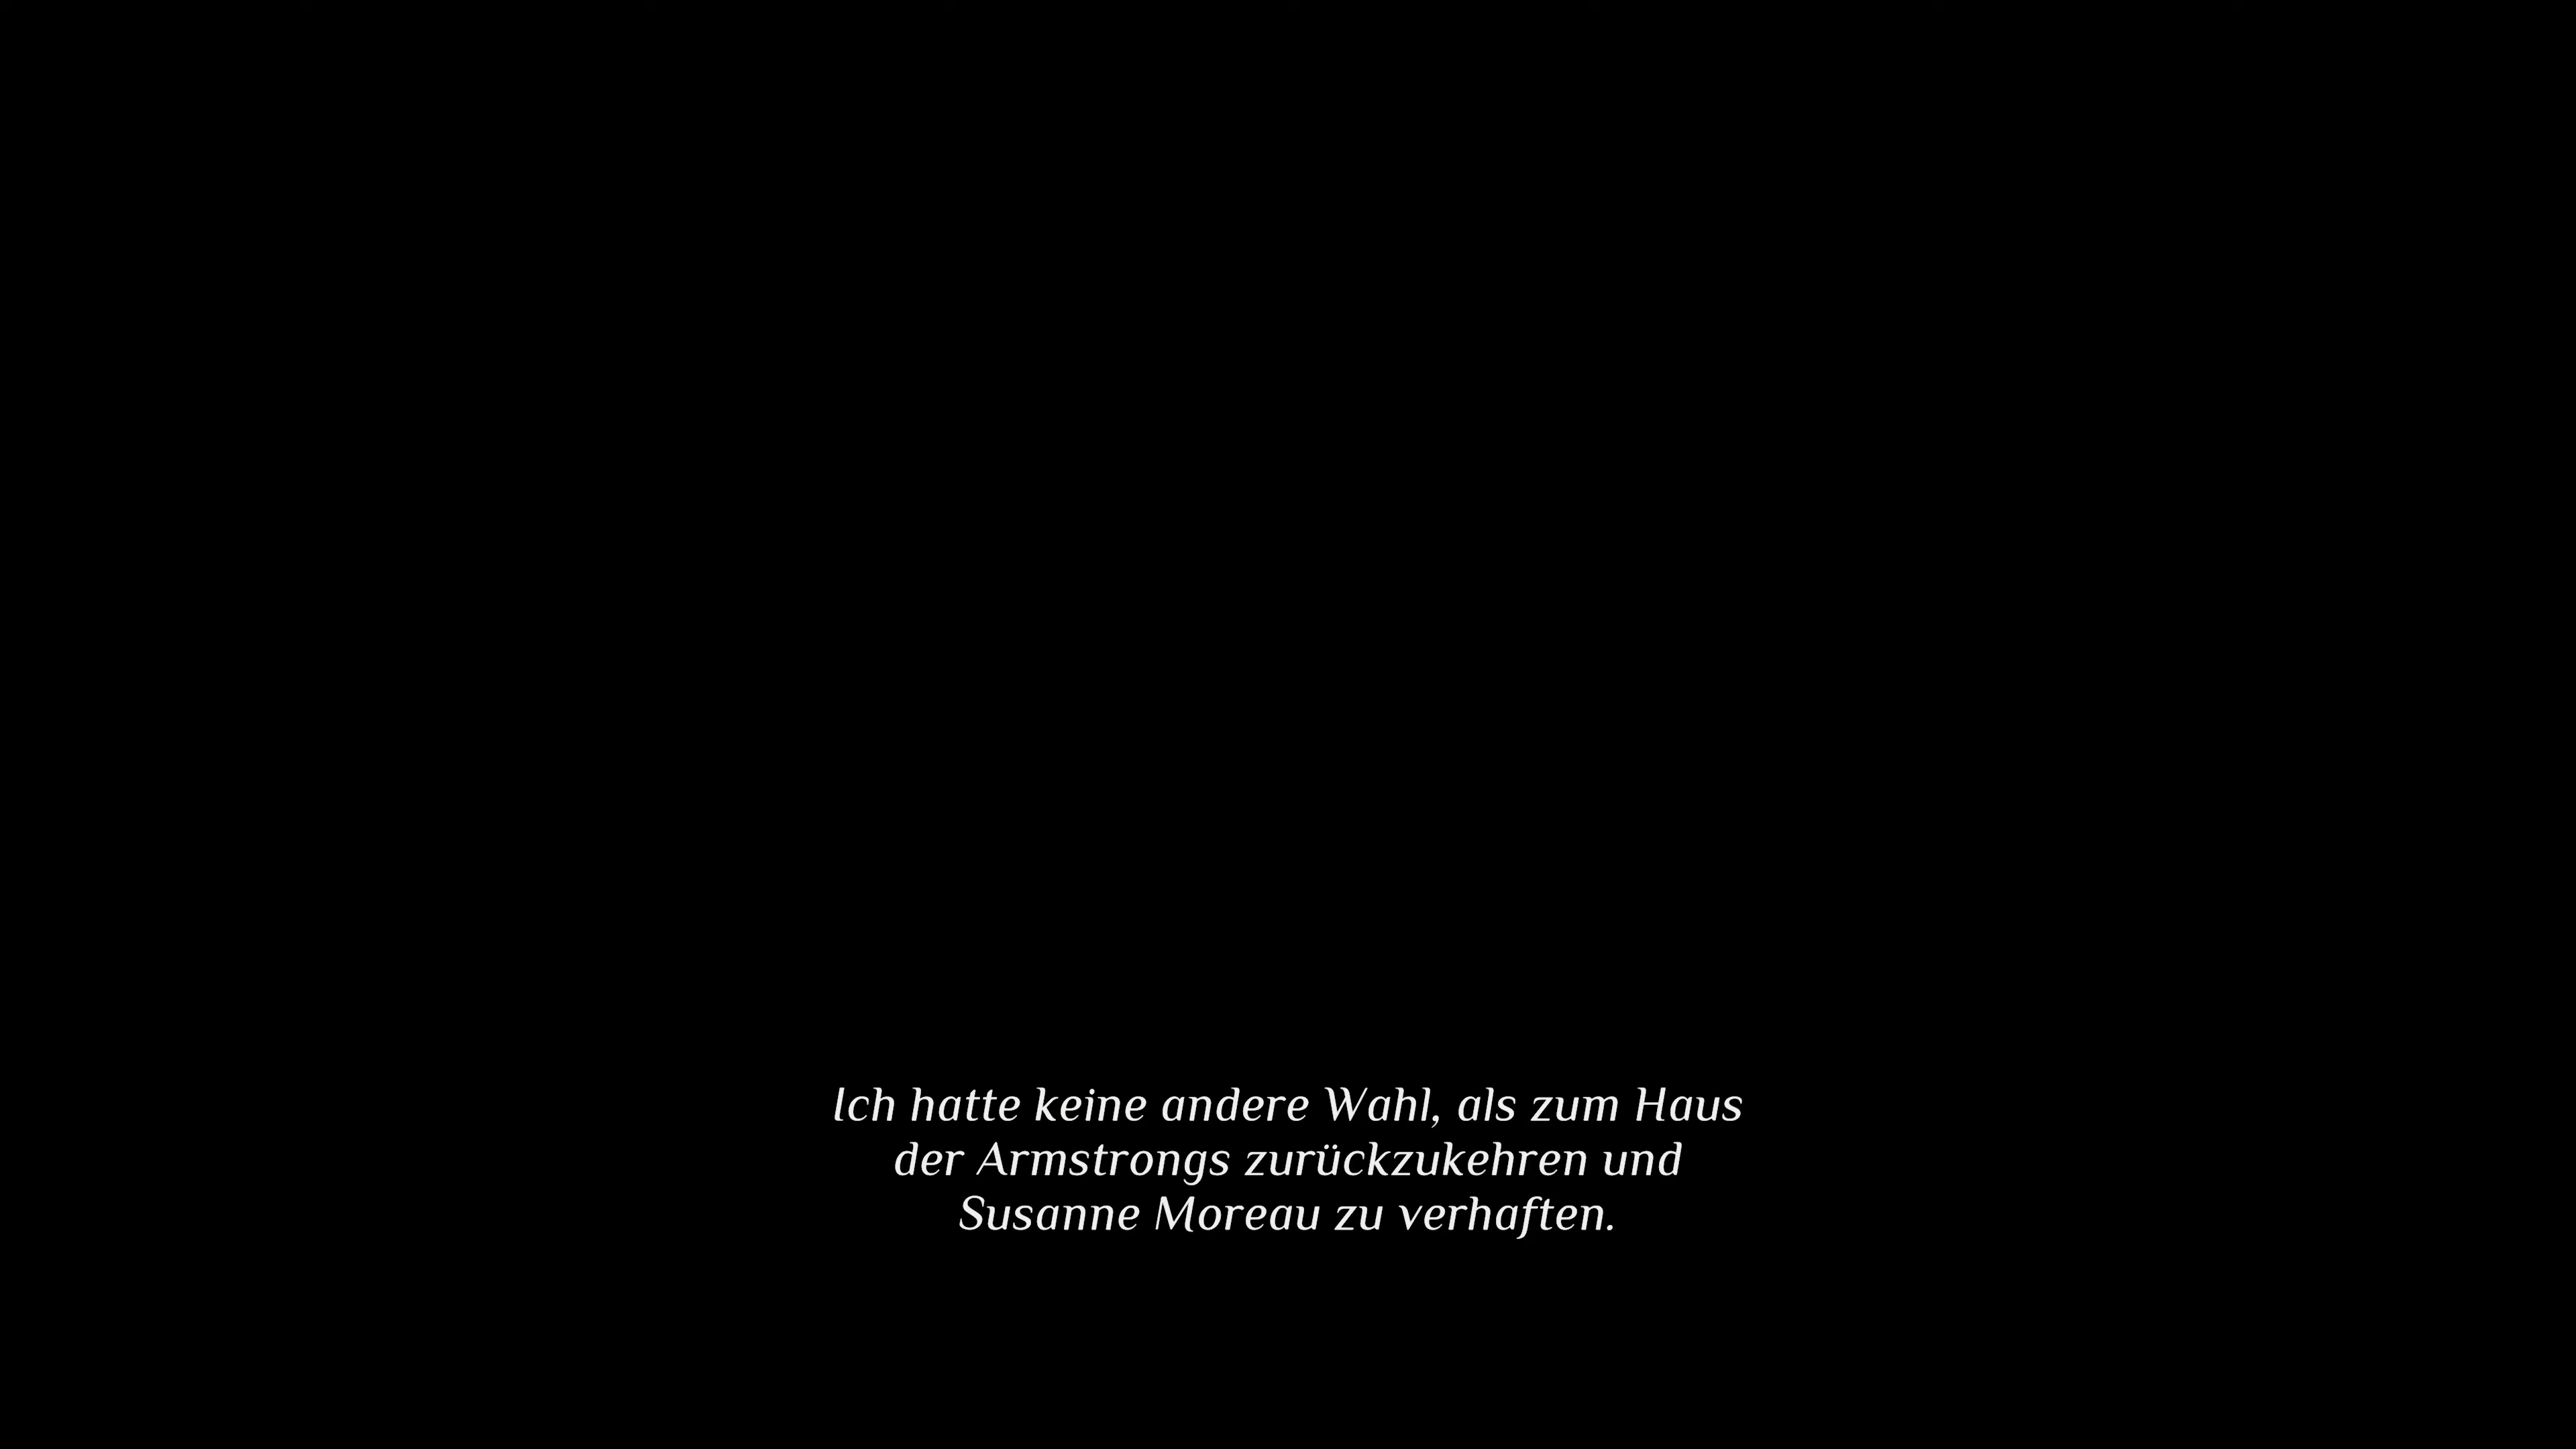 Ich hatte keine andere Wahl, als zum Haus
der Armstrongs zurückzukehren und
Susanne Moreau zu verhaften.